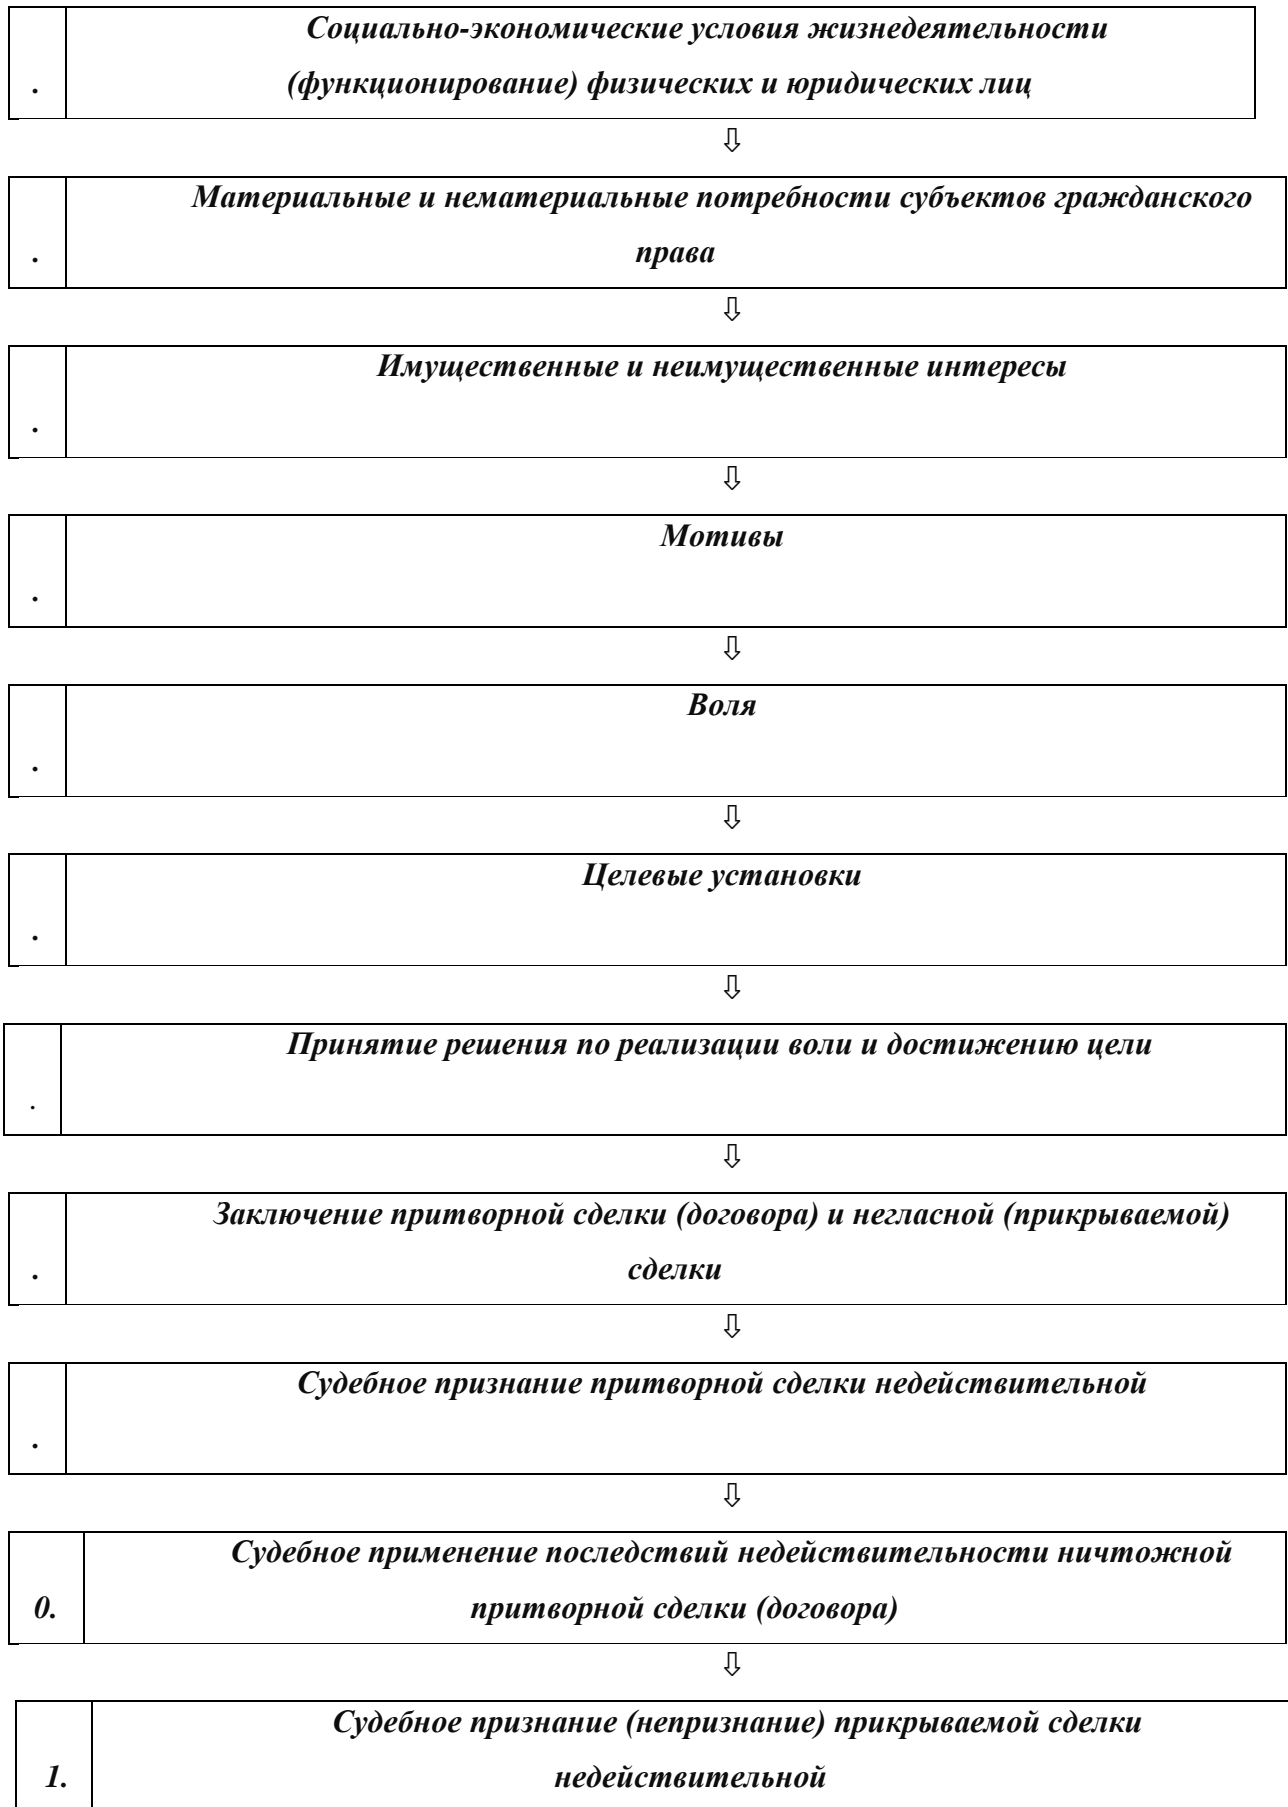 Социально-экономические условия жизнедеятельности
. (функционирование) физических и юридических лиц
⇩
Материальные и нематериальные потребности субъектов гражданского
. права
⇩
Имущественные и неимущественные интересы
.
⇩
Мотивы
.
⇩
Воля
.
⇩
Целевые установки
.
⇩
Принятие решения по реализации воли и достижению цели
.
⇩
Заключение притворной сделки (договора) и негласной (прикрываемой)
. сделки
⇩
Судебное признание притворной сделки недействительной
.
⇩
Судебное применение последствий недействительности ничтожной
0. притворной сделки (договора)
⇩
Судебное признание (непризнание) прикрываемой сделки
1. недействительной